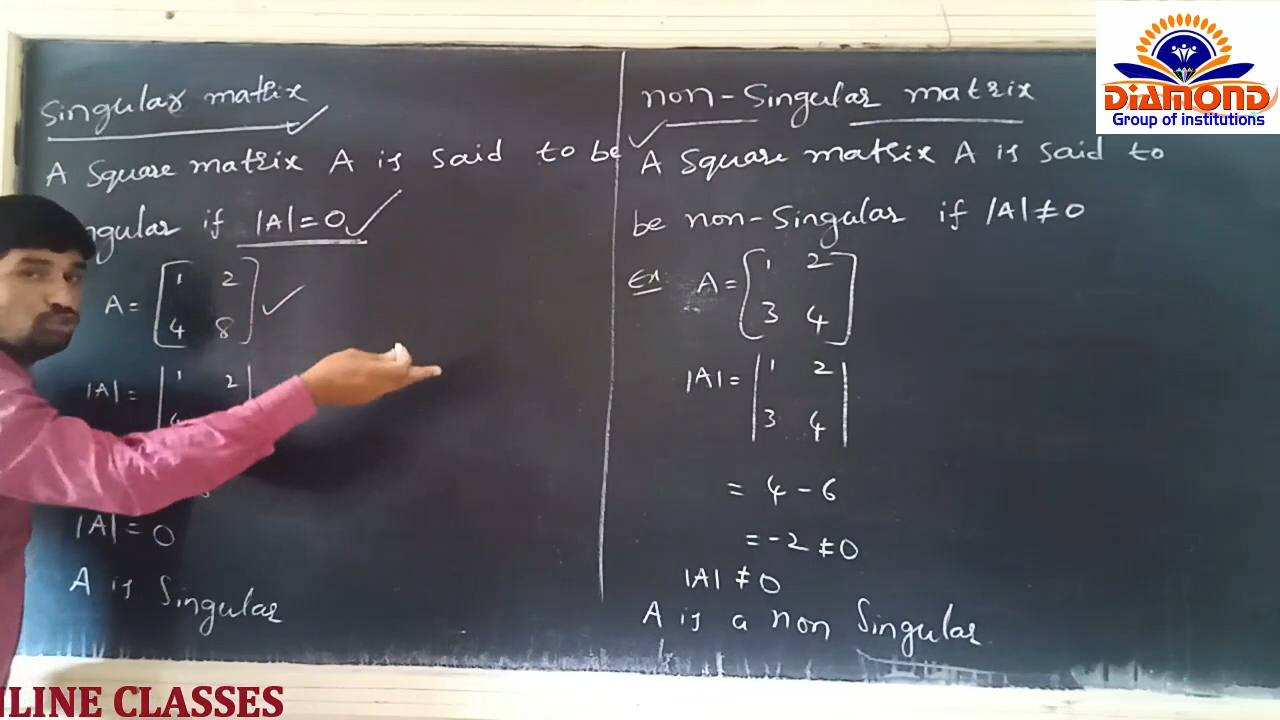 Singular matrix
A Square matrix A is said to be
ngular if |A|=0
A= [1 2
4 8]
|A|= |1 2|
|A|=0
A is Singular
non-Singular matrix
A Square matrix A is said to
be non-Singular if |A|≠0
Ex A= [1 2
3 4]
|A|= |1 2
3 4|
= 4-6
=-2≠0
|A|≠0
A is a non Singular
DIAMOND
Group of institutions
NLINE CLASSES